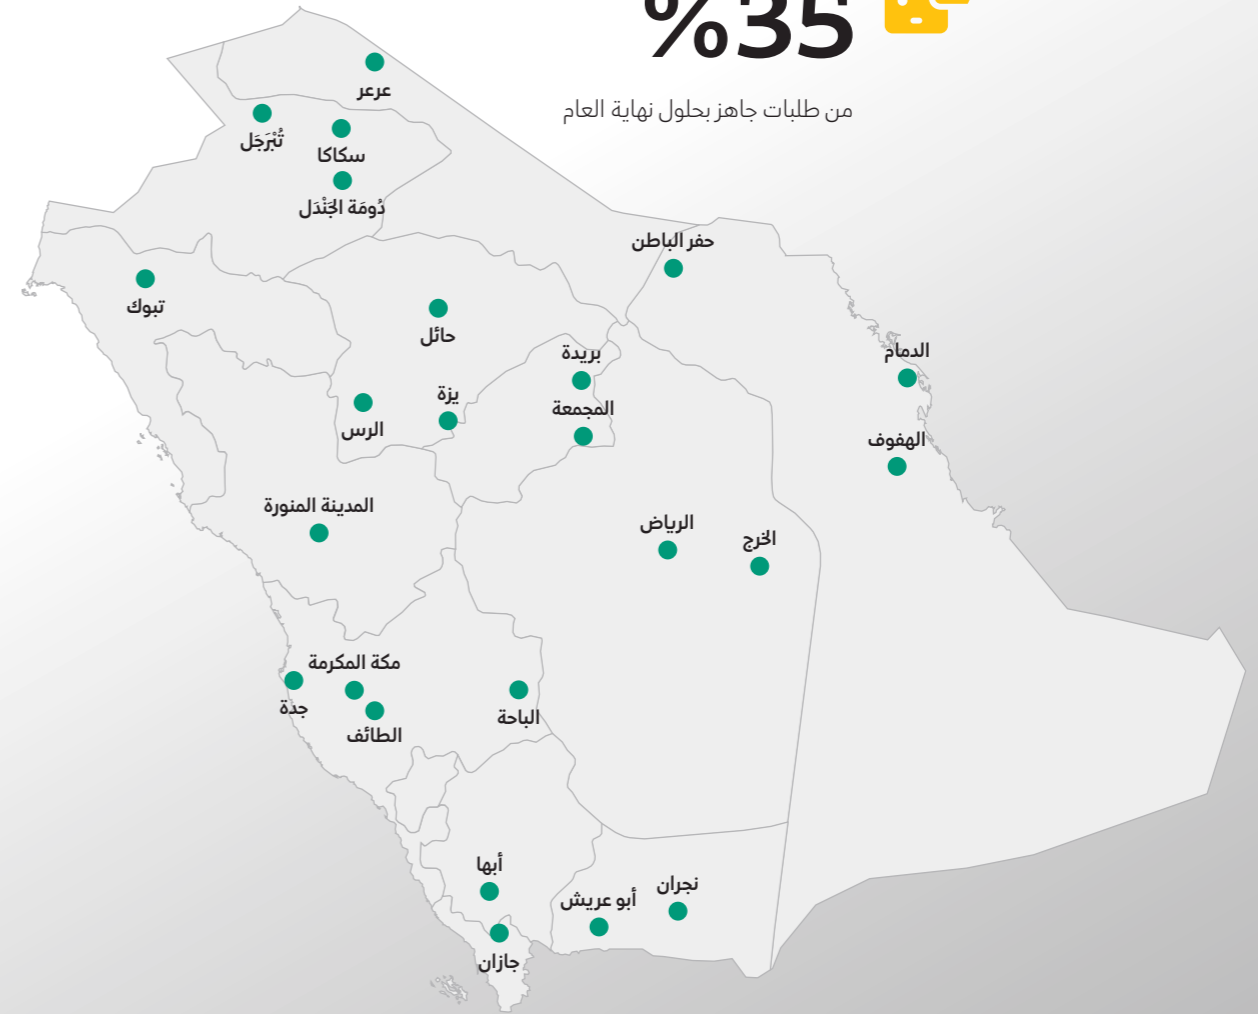 %35
من طلبات جاهز بحلول نهاية العام
عرعر
تُبْرَجَل
سكاكا
دُومَة الجَنْدَل
حفر الباطن
تبوك
حائل
الدمام
بريدة
يزة
المجمعة
الرس
الهفوف
المدينة المنورة
الرياض
الخرج
مكة المكرمة
جدة
الطائف
الباحة
أبها
نجران
أبو عريش
جازان